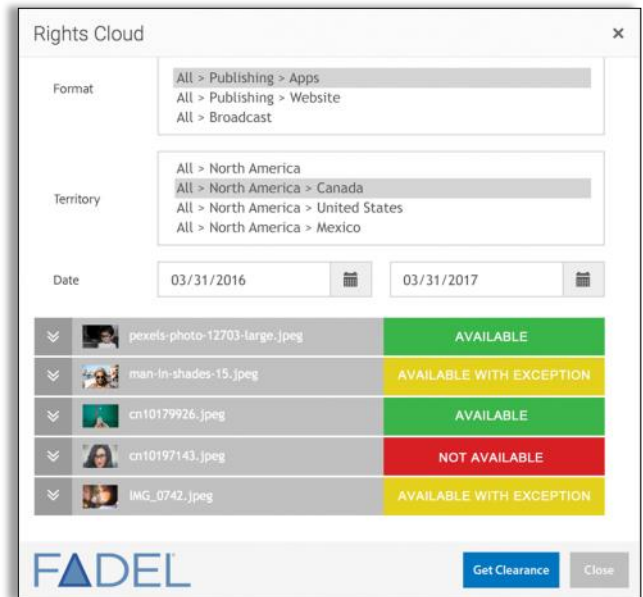 Rights Cloud ×
Format
All > Publishing > Apps
All > Publishing > Website
All > Broadcast
Territory
All > North America
All > North America > Canada
All > North America > United States
All > North America > Mexico
Date 03/31/2016 03/31/2017
pexels-photo-12703-large.jpeg AVAILABLE
man-in-shades-15.jpeg AVAILABLE WITH EXCEPTION
cn10179926.jpeg AVAILABLE
cn10197143.jpeg NOT AVAILABLE
IMG_0742.jpeg AVAILABLE WITH EXCEPTION
FADEL Get Clearance Close